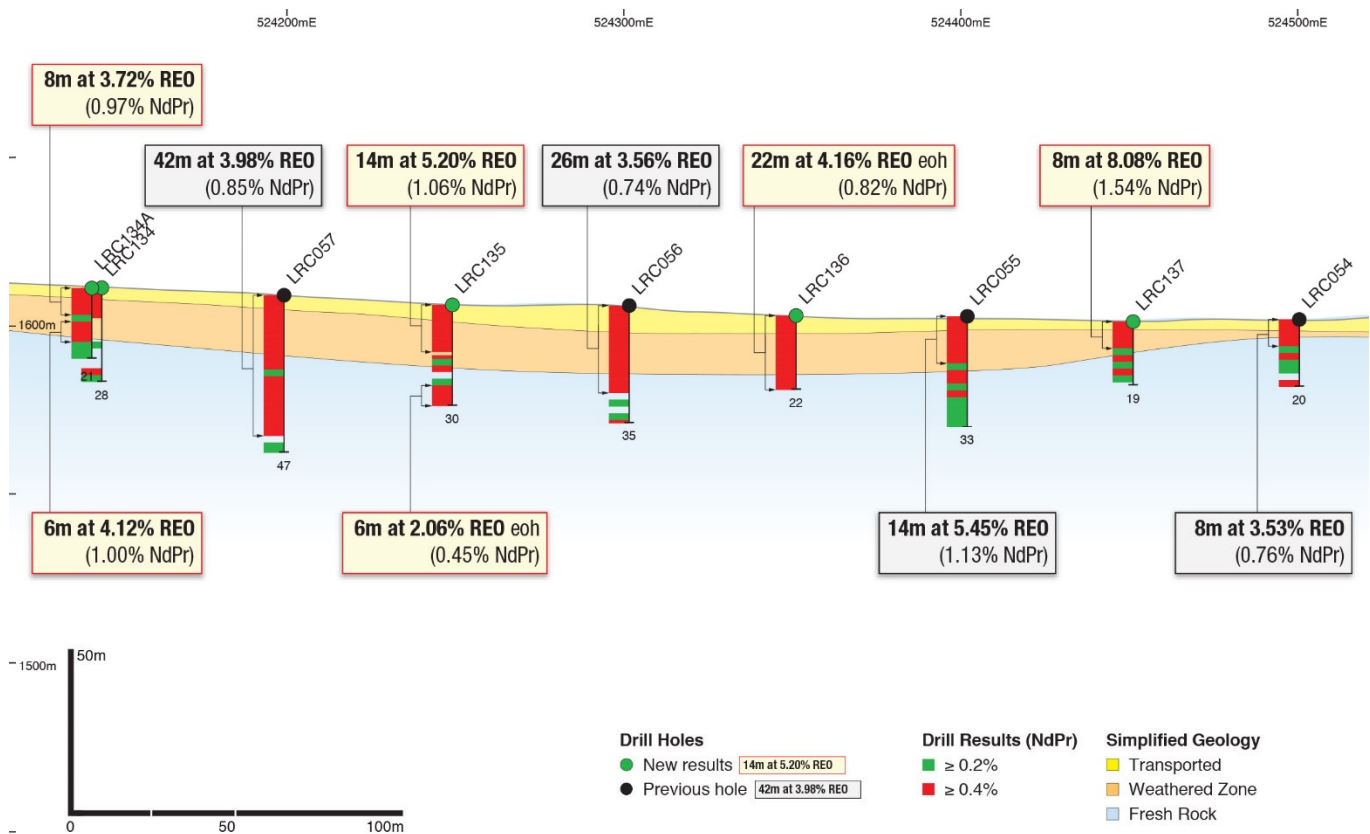 524200mE
524300mE
524400mE
524500mE
8m at 3.72% REO
(0.97% NdPr)
42m at 3.98% REO
(0.85% NdPr)
14m at 5.20% REO
(1.06% NdPr)
26m at 3.56% REO
(0.74% NdPr)
22m at 4.16% REO eoh
(0.82% NdPr)
8m at 8.08% REO
(1.54% NdPr)
LRC134A
LRC134
LRC057
LRC135
LRC056
LRC136
LRC055
LRC137
LRC054
1600m
21
28
47
30
35
22
33
19
20
6m at 4.12% REO
(1.00% NdPr)
6m at 2.06% REO eoh
(0.45% NdPr)
14m at 5.45% REO
(1.13% NdPr)
8m at 3.53% REO
(0.76% NdPr)
1500m
50m
0
50
100m
Drill Holes
New results 14m at 5.20% REO
Previous hole 42m at 3.98% REO
Drill Results (NdPr)
≥ 0.2%
≥ 0.4%
Simplified Geology
Transported
Weathered Zone
Fresh Rock